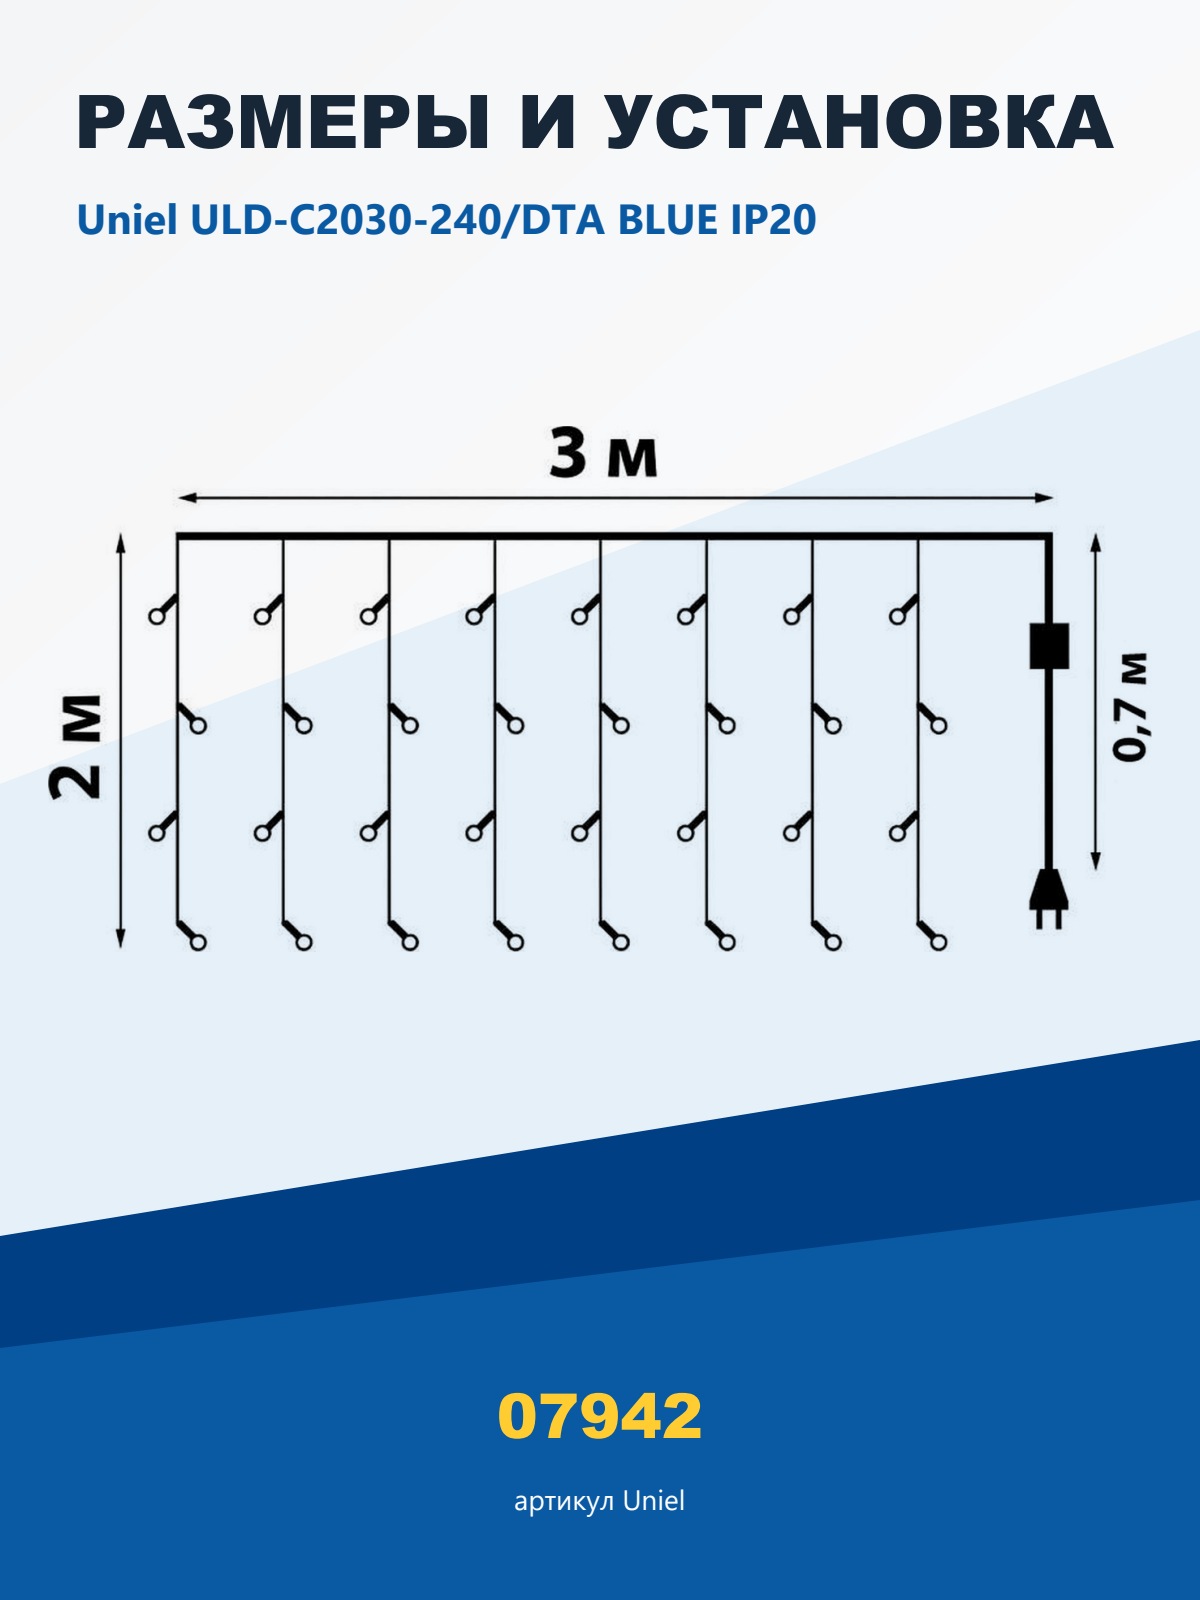 РАЗМЕРЫ И УСТАНОВКА
Uniel ULD-C2030-240/DTA BLUE IP20
3 м
2 м
0,7 м
07942
артикул Uniel